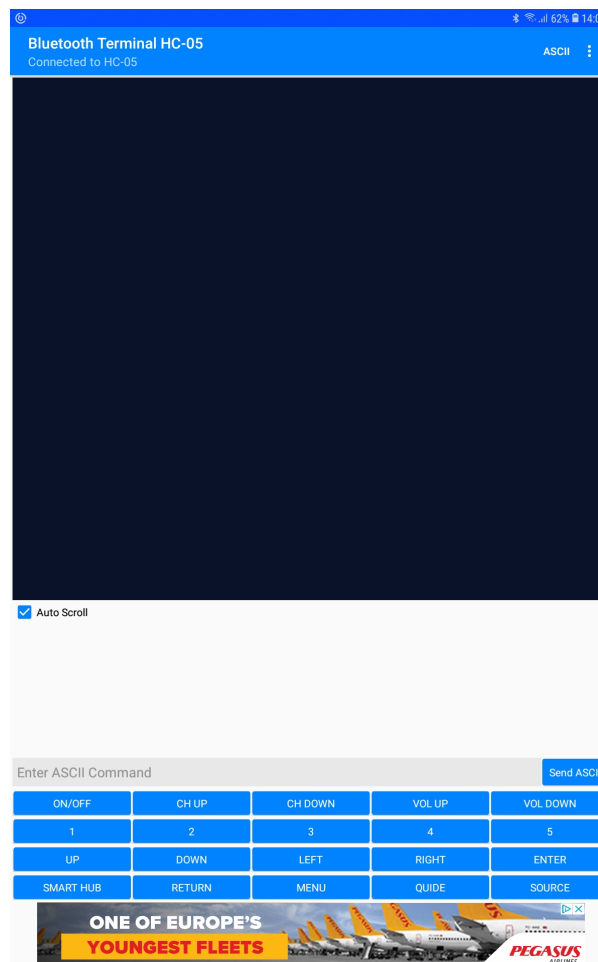 62% 14:0
Bluetooth Terminal HC-05
Connected to HC-05
ASCII
Auto Scroll
Enter ASCII Command
Send ASCI
ON/OFF CH UP CH DOWN VOL UP VOL DOWN
1 2 3 4 5
UP DOWN LEFT RIGHT ENTER
SMART HUB RETURN MENU QUIDE SOURCE
ONE OF EUROPE'S
YOUNGEST FLEETS
PEGASUS
AIRLINES